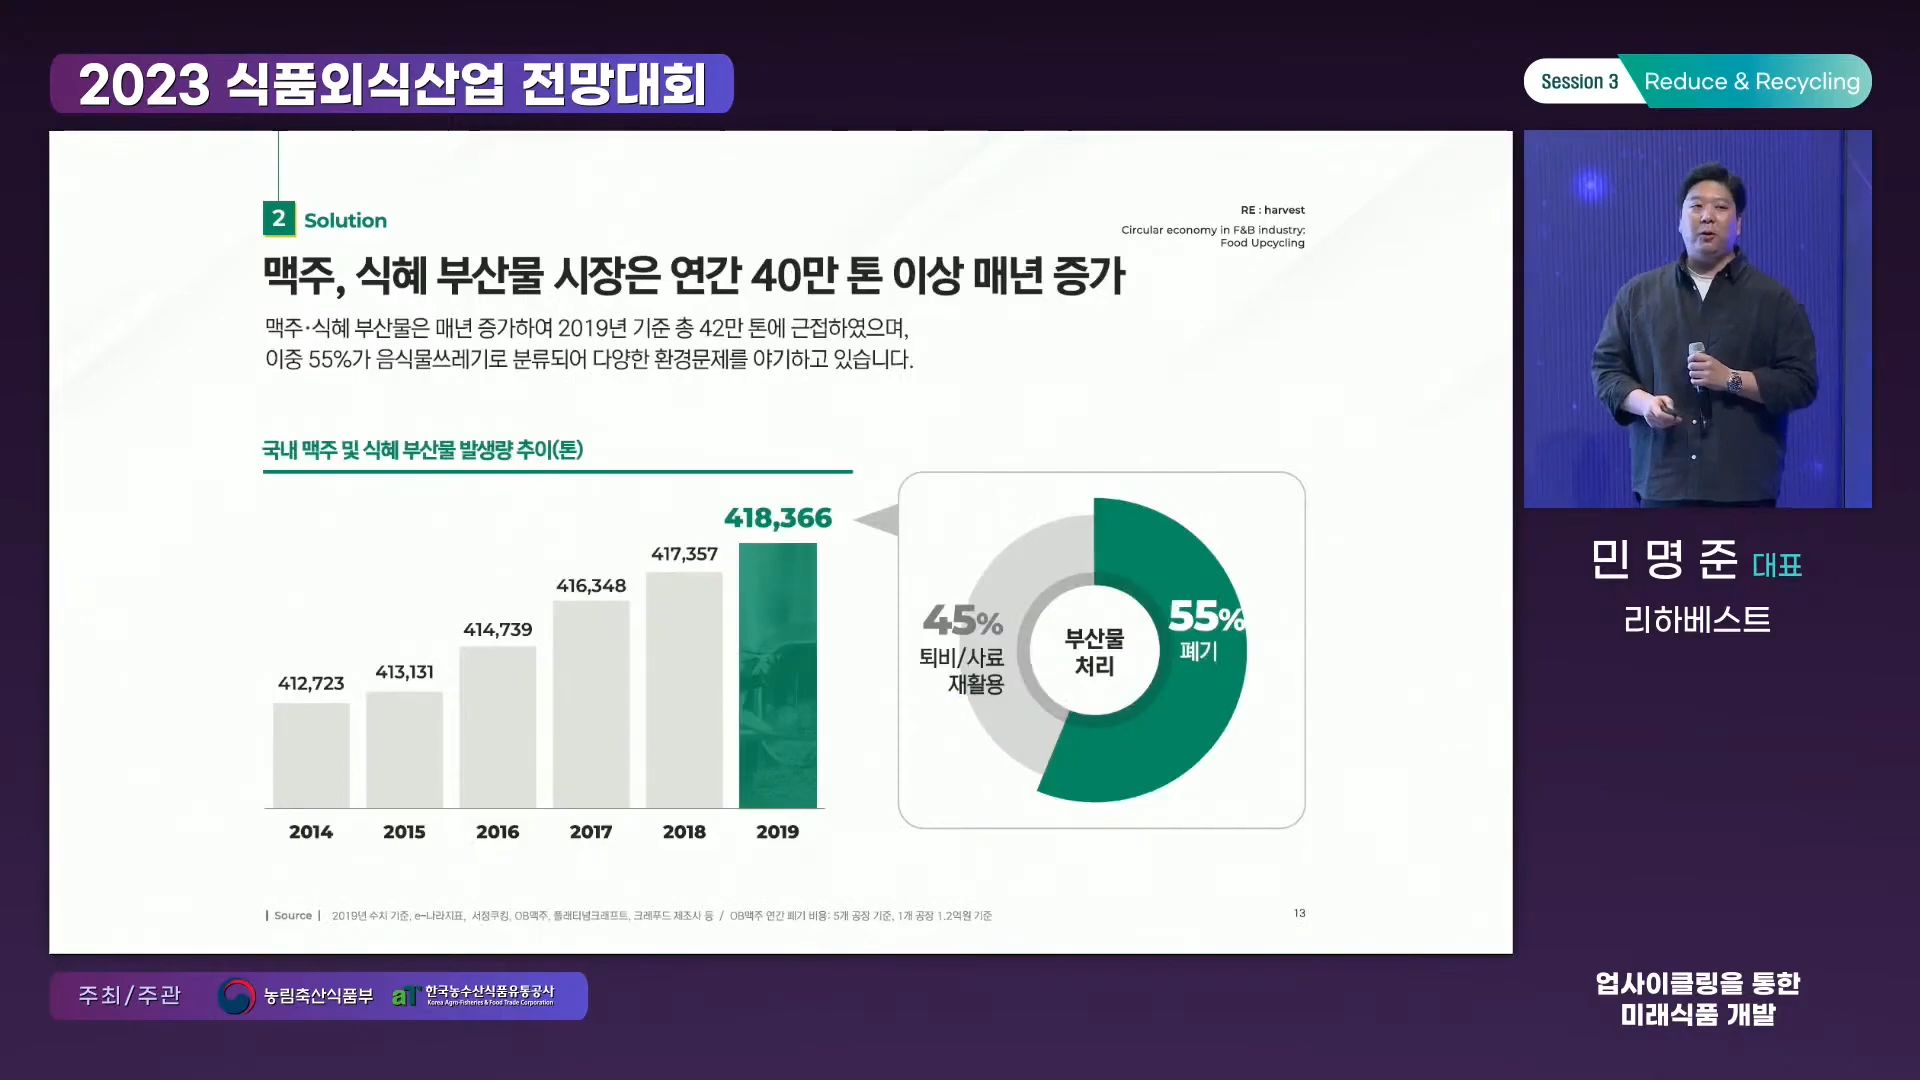 2023 식품외식산업 전망대회
Session 3
Reduce & Recycling
2 Solution
RE : harvest
Circular economy in F&B industry:
Food Upcycling
맥주, 식혜 부산물 시장은 연간 40만 톤 이상 매년 증가
맥주·식혜 부산물은 매년 증가하여 2019년 기준 총 42만 톤에 근접하였으며,
이중 55%가 음식물쓰레기로 분류되어 다양한 환경문제를 야기하고 있습니다.
국내 맥주 및 식혜 부산물 발생량 추이(톤)
412,723
413,131
414,739
416,348
417,357
418,366
2014
2015
2016
2017
2018
2019
45%
퇴비/사료
재활용
부산물
처리
55%
폐기
| Source | 2019년 수치 기준, e-나라지표, 서정쿠킹, OB맥주, 플래티넘크래프트, 크레푸드 제조사 등 / OB맥주 연간 폐기 비용: 5개 공장 기준, 1개 공장 1.2억원 기준
13
민명준 대표
리하베스트
주최/주관
농림축산식품부
aT 한국농수산식품유통공사
Korea Agro-Fisheries & Food Trade Corporation
업사이클링을 통한
미래식품 개발